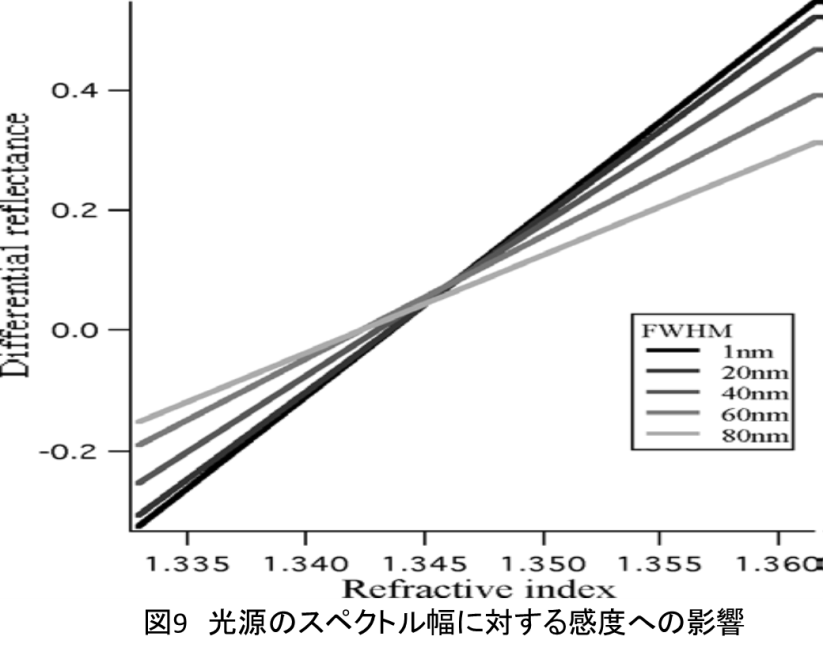 Differential reflectance
0.4
0.2
0.0
-0.2
FWHM
1nm
20nm
40nm
60nm
80nm
1.335 1.340 1.345 1.350 1.355 1.360
Refractive index
図9 光源のスペクトル幅に対する感度への影響